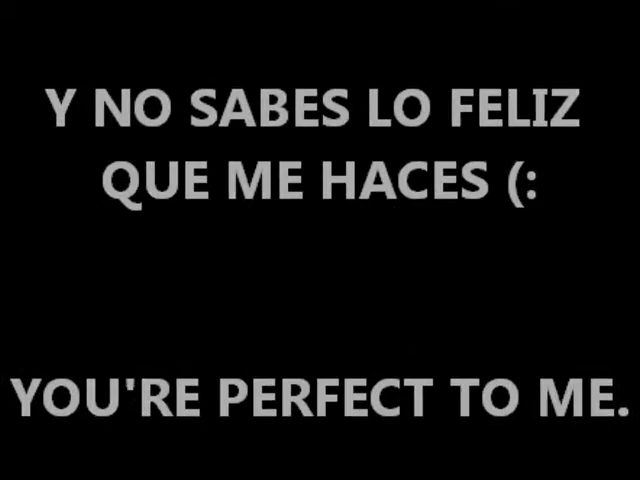 Y NO SABES LO FELIZ
QUE ME HACES (:
YOU'RE PERFECT TO ME.